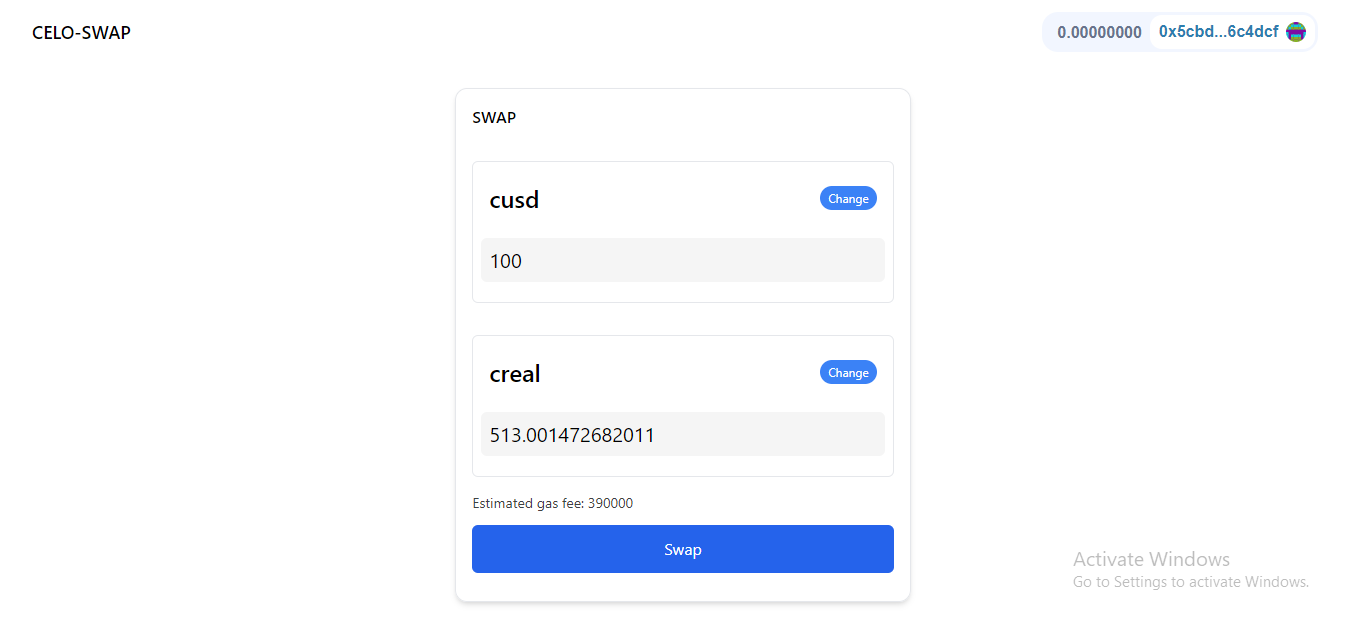 CELO-SWAP
0.00000000 0x5cbd...6c4dcf
SWAP
cusd
Change
100
creal
Change
513.001472682011
Estimated gas fee: 390000
Swap
Activate Windows
Go to Settings to activate Windows.